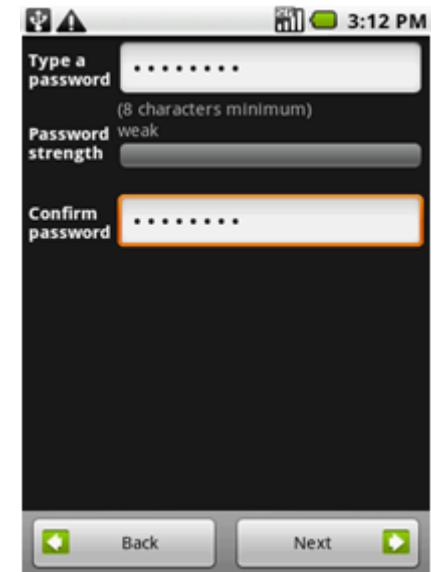 3:12 PM
Type a
password
••••••••
(8 characters minimum)
Password
strength
weak
Confirm
password
••••••••
Back
Next